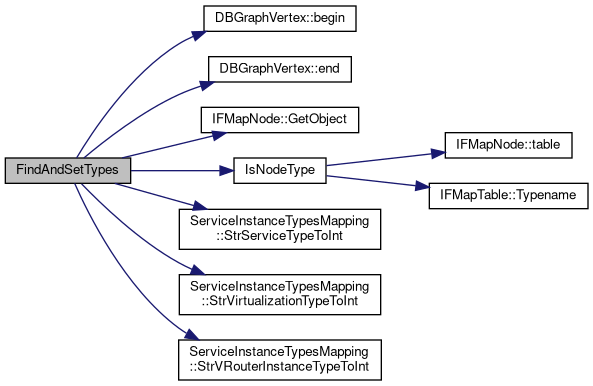 DBGraphVertex::begin
DBGraphVertex::end
IFMapNode::GetObject
FindAndSetTypes
IsNodeType
IFMapNode::table
IFMapTable::Typename
ServiceInstanceTypesMapping
::StrServiceTypeToInt
ServiceInstanceTypesMapping
::StrVirtualizationTypeToInt
ServiceInstanceTypesMapping
::StrVRouterInstanceTypeToInt